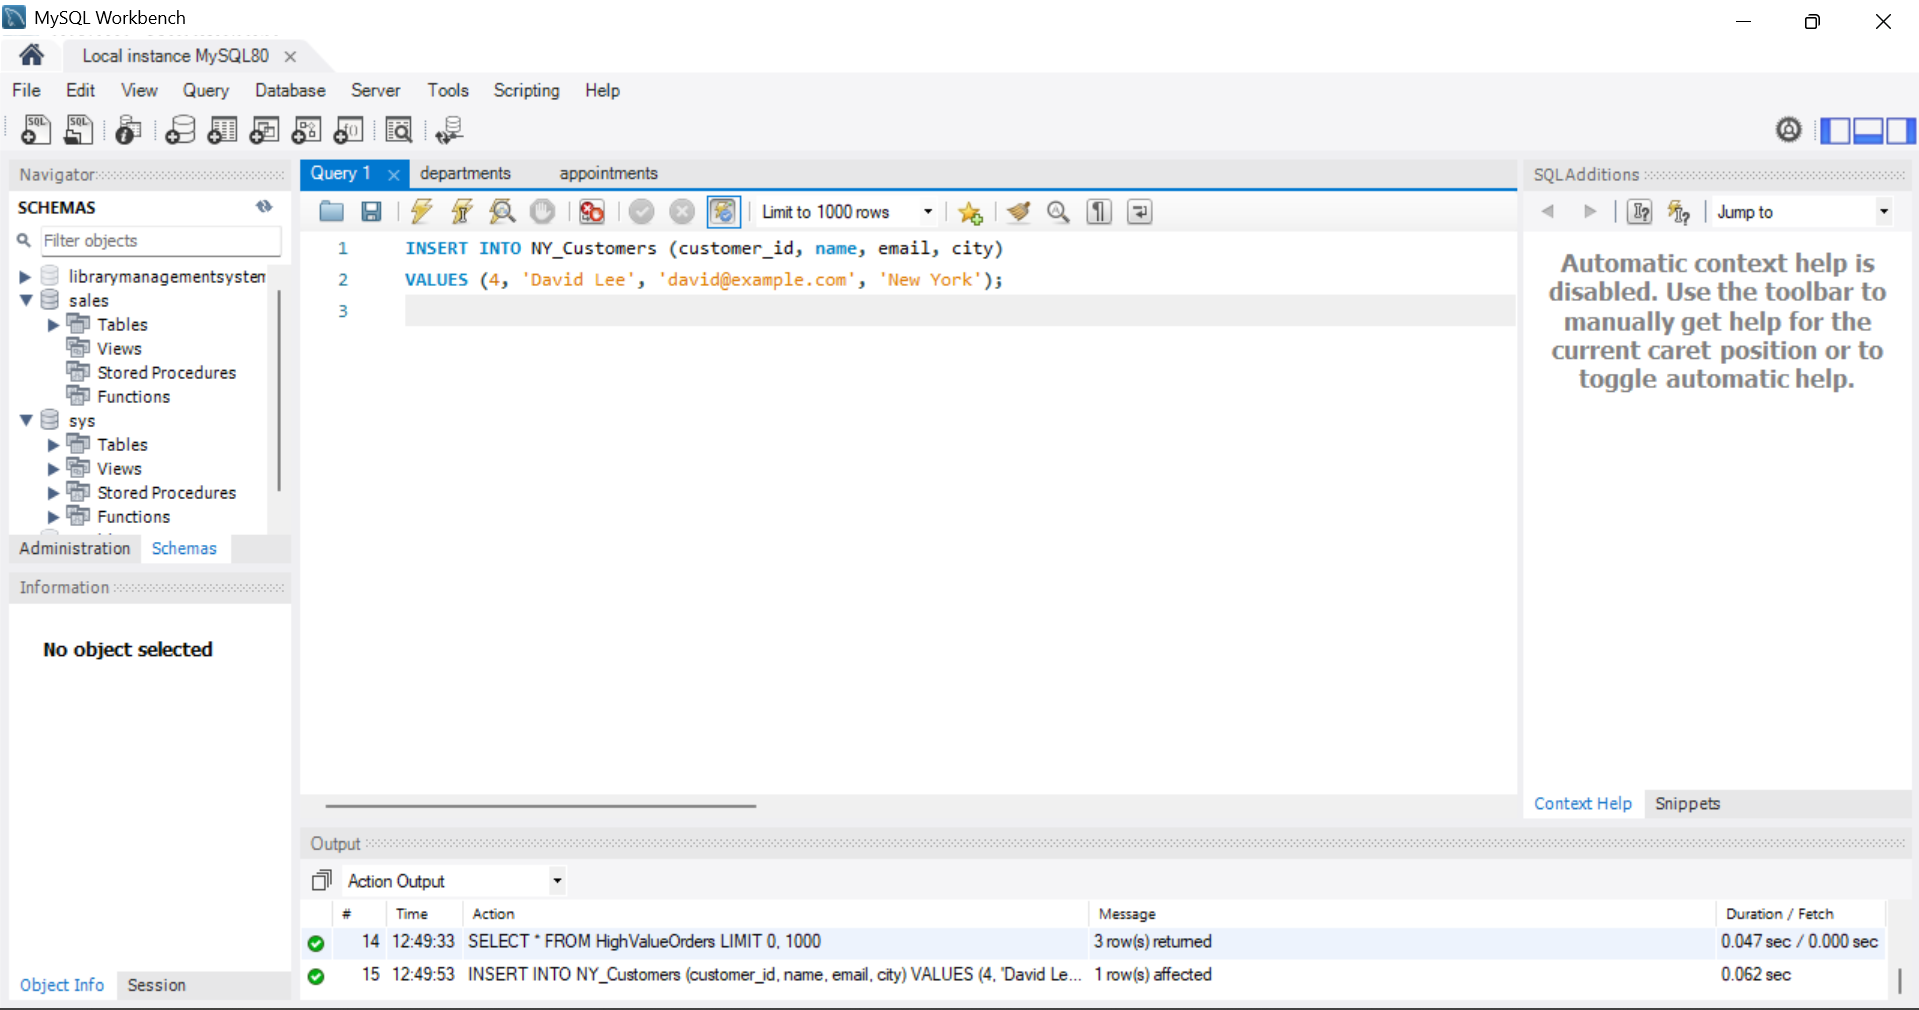 MySQL Workbench
Local instance MySQL80
File Edit View Query Database Server Tools Scripting Help
Navigator
SCHEMAS
Filter objects
librarymanagementsystem
sales
Tables
Views
Stored Procedures
Functions
sys
Tables
Views
Stored Procedures
Functions
Administration Schemas
Information
No object selected
Object Info Session
Query 1 departments appointments
Limit to 1000 rows
1 INSERT INTO NY_Customers (customer_id, name, email, city)
2 VALUES (4, 'David Lee', 'david@example.com', 'New York');
3
SQLAdditions
Jump to
Automatic context help is
disabled. Use the toolbar to
manually get help for the
current caret position or to
toggle automatic help.
Context Help Snippets
Output
Action Output
# Time Action Message Duration / Fetch
14 12:49:33 SELECT * FROM HighValueOrders LIMIT 0, 1000 3 row(s) returned 0.047 sec / 0.000 sec
15 12:49:53 INSERT INTO NY_Customers (customer_id, name, email, city) VALUES (4, 'David Le... 1 row(s) affected 0.062 sec